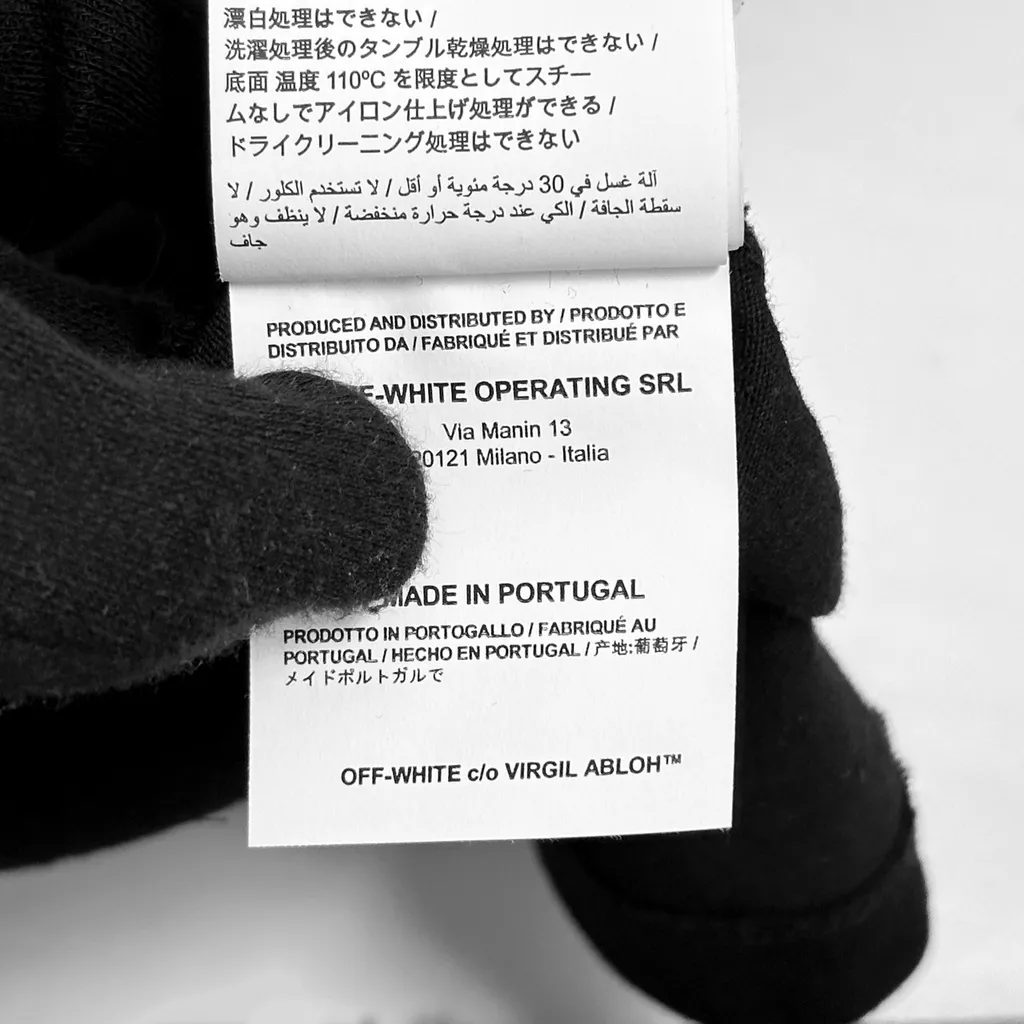 漂白処理はできない /
洗濯処理後のタンブル乾燥処理はできない /
底面 温度 110ºC を限度としてスチー
ムなしでアイロン仕上げ処理ができる /
ドライクリーニング処理はできない
آلة غسل في 30 درجة مئوية أو أقل / لا تستخدم الكلور / لا
سقطة الجافة / الكي عند درجة حرارة منخفضة / لا ينظف وهو
جاف
PRODUCED AND DISTRIBUTED BY / PRODOTTO E
DISTRIBUITO DA / FABRIQUÉ ET DISTRIBUÉ PAR
F-WHITE OPERATING SRL
Via Manin 13
20121 Milano - Italia
MADE IN PORTUGAL
PRODOTTO IN PORTOGALLO / FABRIQUÉ AU
PORTUGAL / HECHO EN PORTUGAL / 产地:葡萄牙 /
メイドポルトガルで
OFF-WHITE c/o VIRGIL ABLOH™